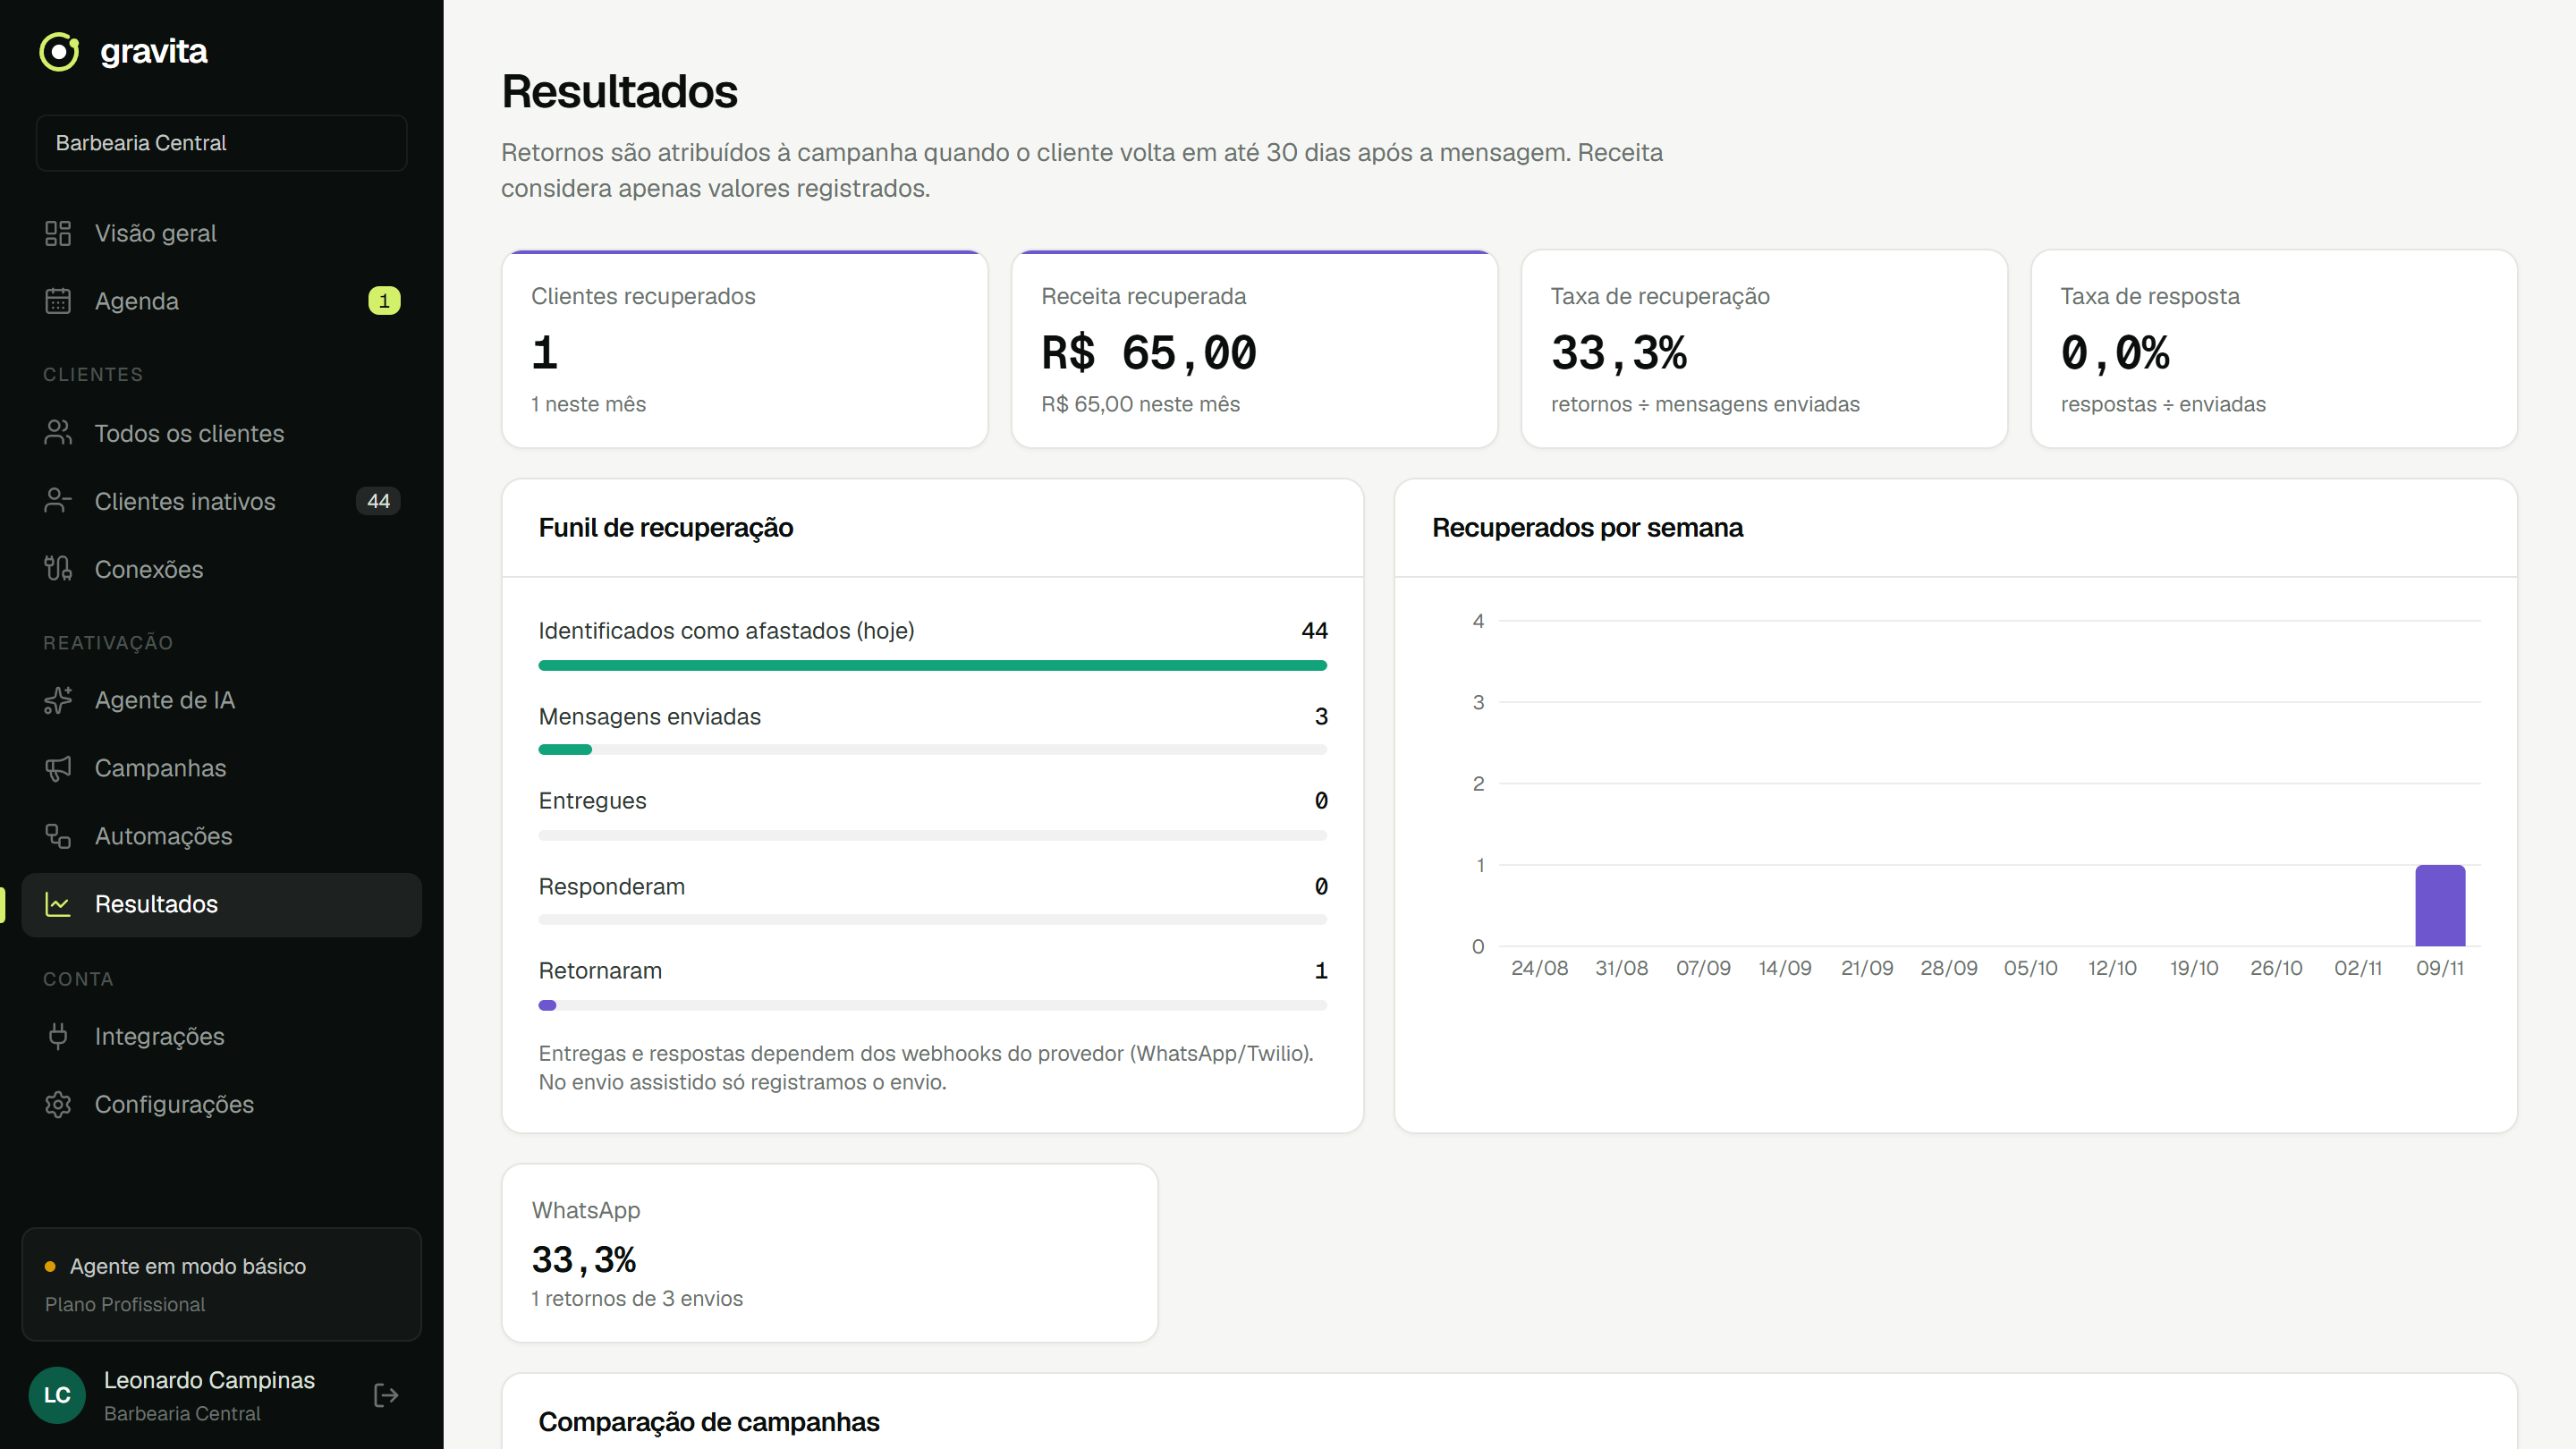 gravita
Barbearia Central
Visão geral
Agenda
1
CLIENTES
Todos os clientes
Clientes inativos
44
Conexões
REATIVAÇÃO
Agente de IA
Campanhas
Automações
Resultados
CONTA
Integrações
Configurações
Agente em modo básico
Plano Profissional
LC
Leonardo Campinas
Barbearia Central
Resultados
Retornos são atribuídos à campanha quando o cliente volta em até 30 dias após a mensagem. Receita
considera apenas valores registrados.
Clientes recuperados
1
1 neste mês
Receita recuperada
R$ 65,00
R$ 65,00 neste mês
Taxa de recuperação
33,3%
retornos ÷ mensagens enviadas
Taxa de resposta
0,0%
respostas ÷ enviadas
Funil de recuperação
Identificados como afastados (hoje)
44
Mensagens enviadas
3
Entregues
0
Responderam
0
Retornaram
1
Entregas e respostas dependem dos webhooks do provedor (WhatsApp/Twilio).
No envio assistido só registramos o envio.
Recuperados por semana
4
3
2
1
0
24/08 31/08 07/09 14/09 21/09 28/09 05/10 12/10 19/10 26/10 02/11 09/11
WhatsApp
33,3%
1 retornos de 3 envios
Comparação de campanhas